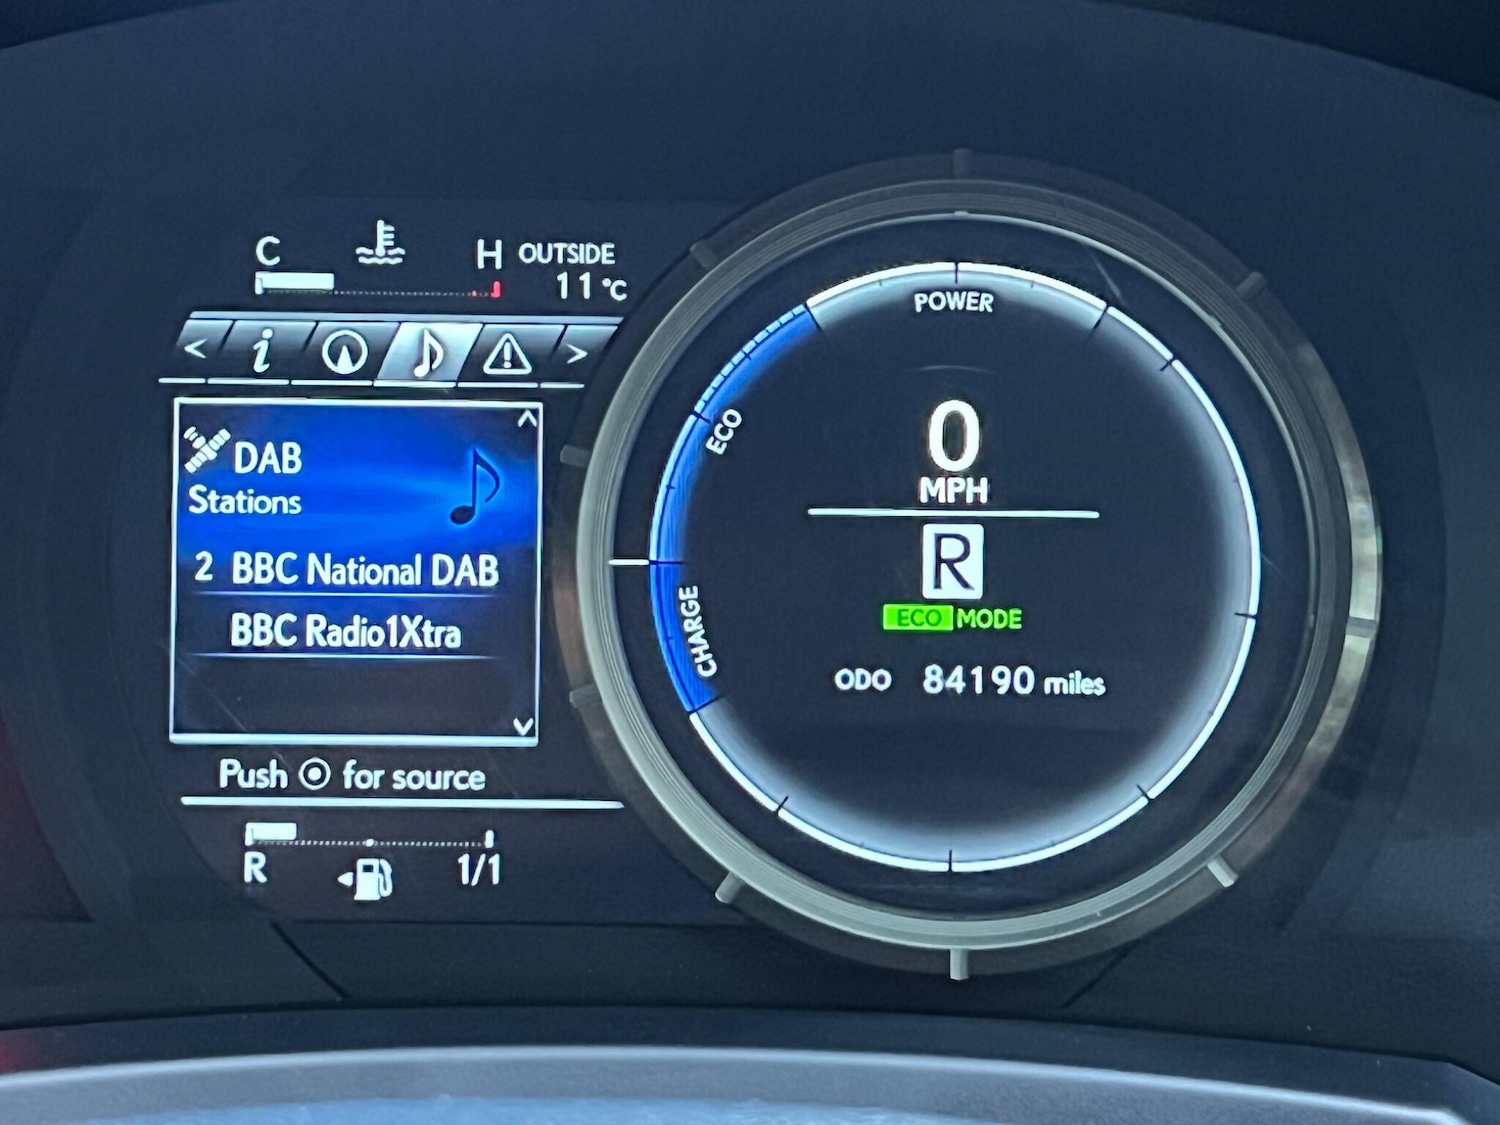 C H OUTSIDE
11°C
< i >
DAB
Stations
2 BBC National DAB
BBC Radio1Xtra
Push for source
R 1/1
POWER
ECO
CHARGE
0
MPH
R
ECO MODE
ODO 84190 miles